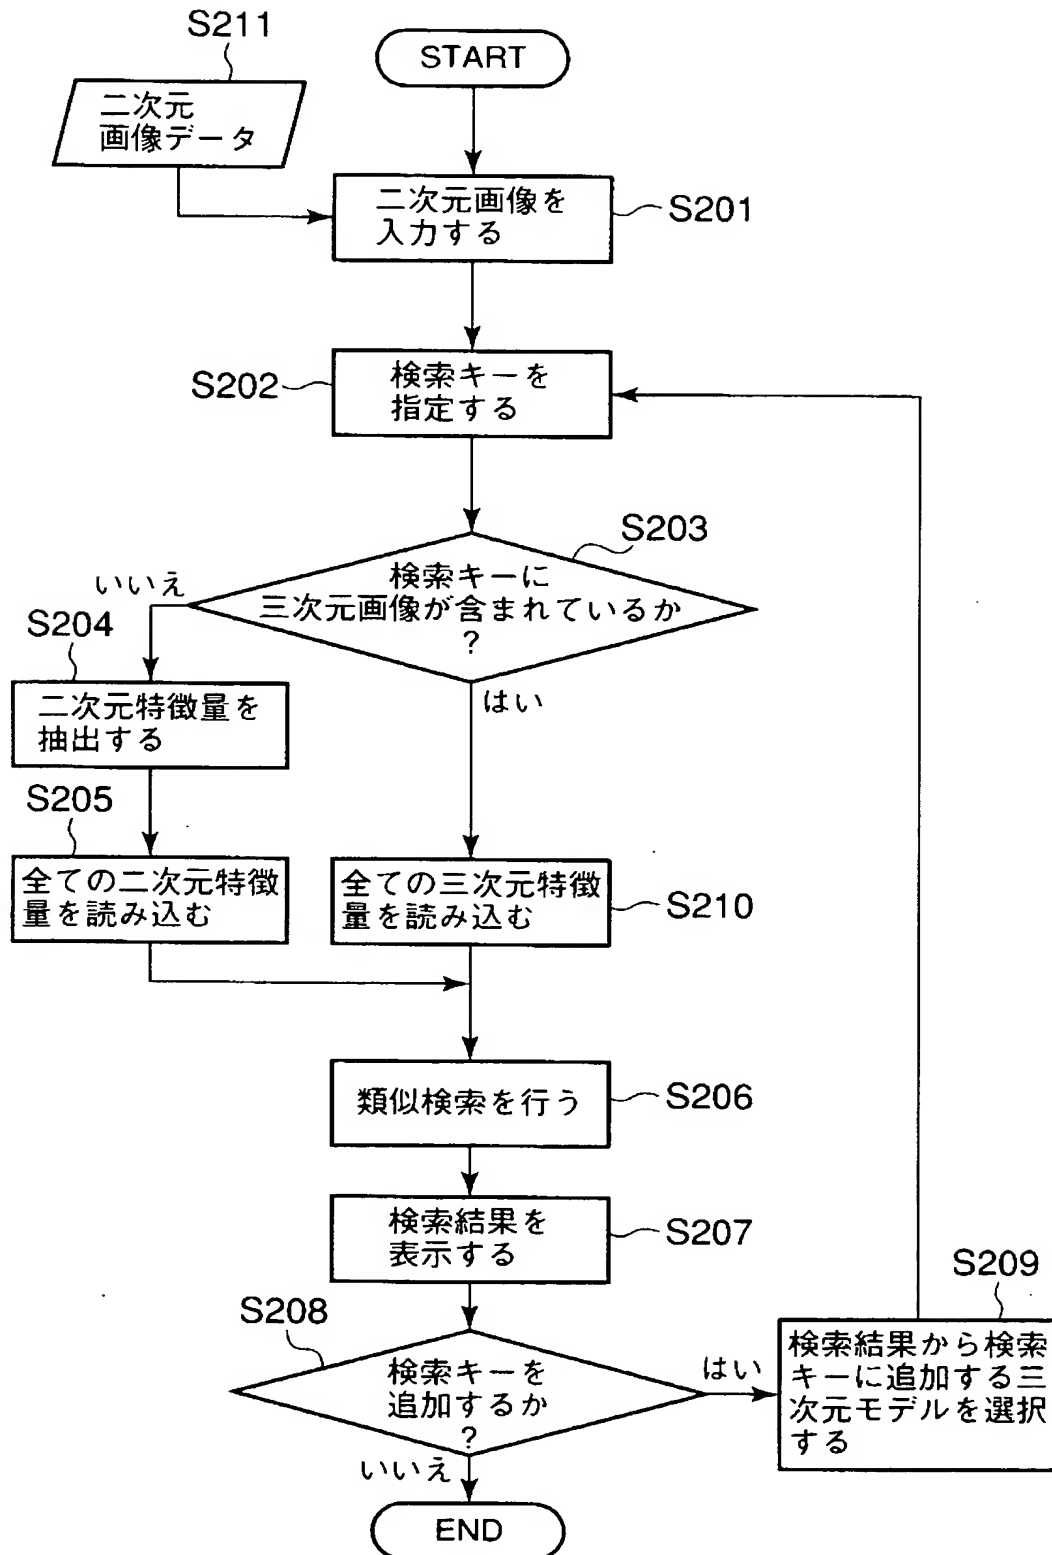 S211
START
二次元
画像データ
二次元画像を
入力する
S201
検索キーを
指定する
S202
S203
検索キーに
三次元画像が含まれているか
?
いいえ
はい
S204
二次元特徴量を
抽出する
S205
全ての二次元特徴
量を読み込む
全ての三次元特徴
量を読み込む
S210
類似検索を行う
S206
検索結果を
表示する
S207
S208
検索キーを
追加するか
?
はい
いいえ
S209
検索結果から検索
キーに追加する三
次元モデルを選択
する
END